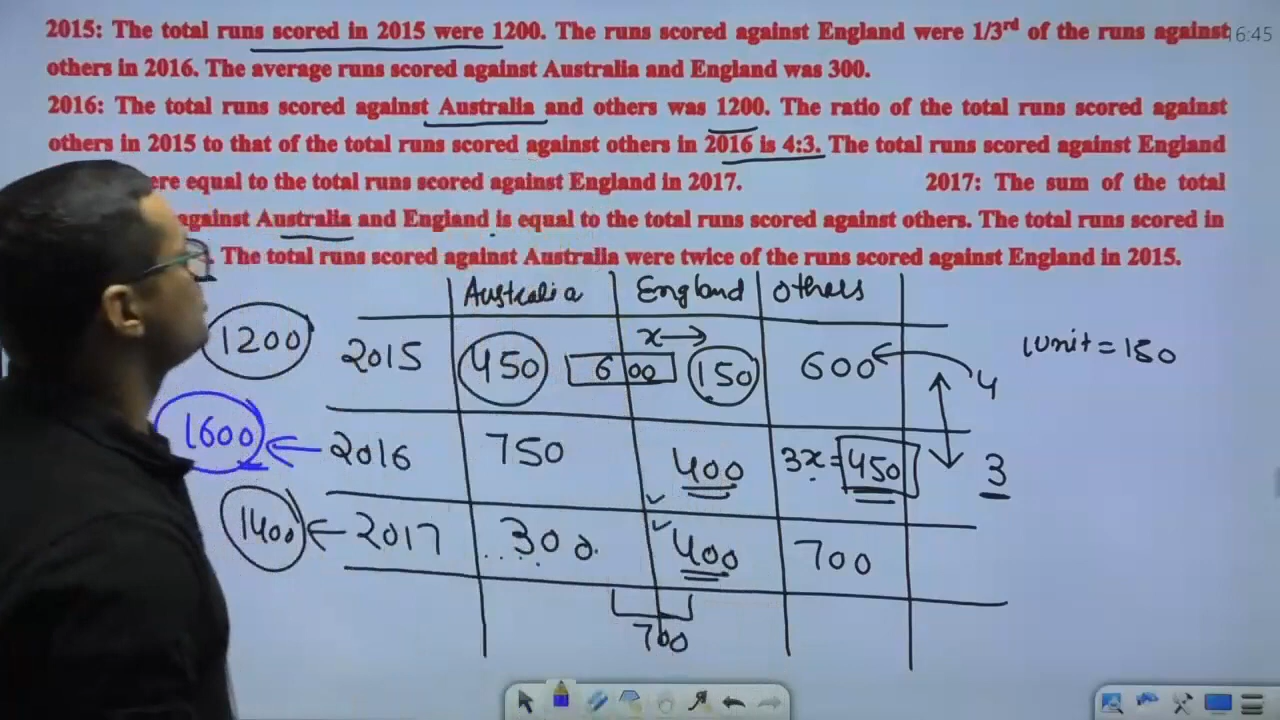 2015: The total runs scored in 2015 were 1200. The runs scored against England were 1/3rd of the runs against
16:45
others in 2016. The average runs scored against Australia and England was 300.
2016: The total runs scored against Australia and others was 1200. The ratio of the total runs scored against
others in 2015 to that of the total runs scored against others in 2016 is 4:3. The total runs scored against England
ere equal to the total runs scored against England in 2017. 2017: The sum of the total
against Australia and England is equal to the total runs scored against others. The total runs scored in
. The total runs scored against Australia were twice of the runs scored against England in 2015.
Australia England Others
x→
1200 2015 450 600 150 600 4
1unit = 150
1600 ← 2016 750 400 3x = 450 3
1400 ← 2017 300 400 700
700